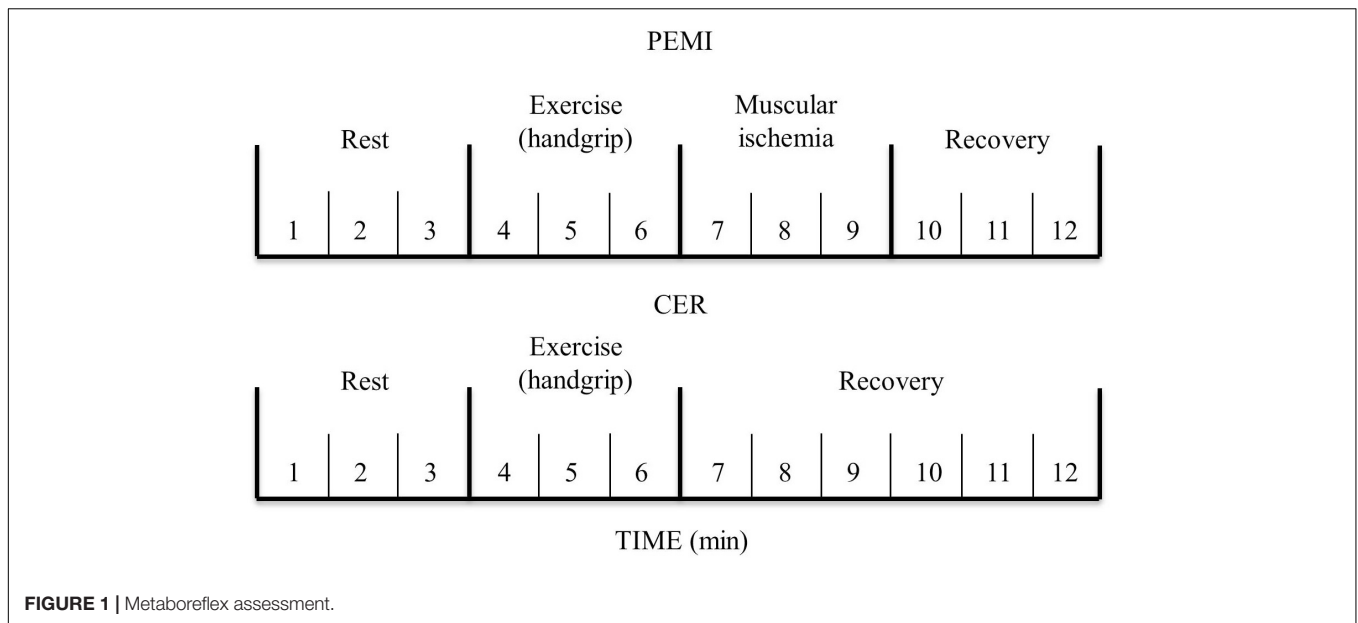 PEMI
Exercise Muscular
Rest (handgrip) ischemia Recovery
1 2 3 4 5 6 7 8 9 10 11 12
CER
Exercise
Rest (handgrip) Recovery
1 2 3 4 5 6 7 8 9 10 11 12
TIME (min)
FIGURE 1 | Metaboreflex assessment.